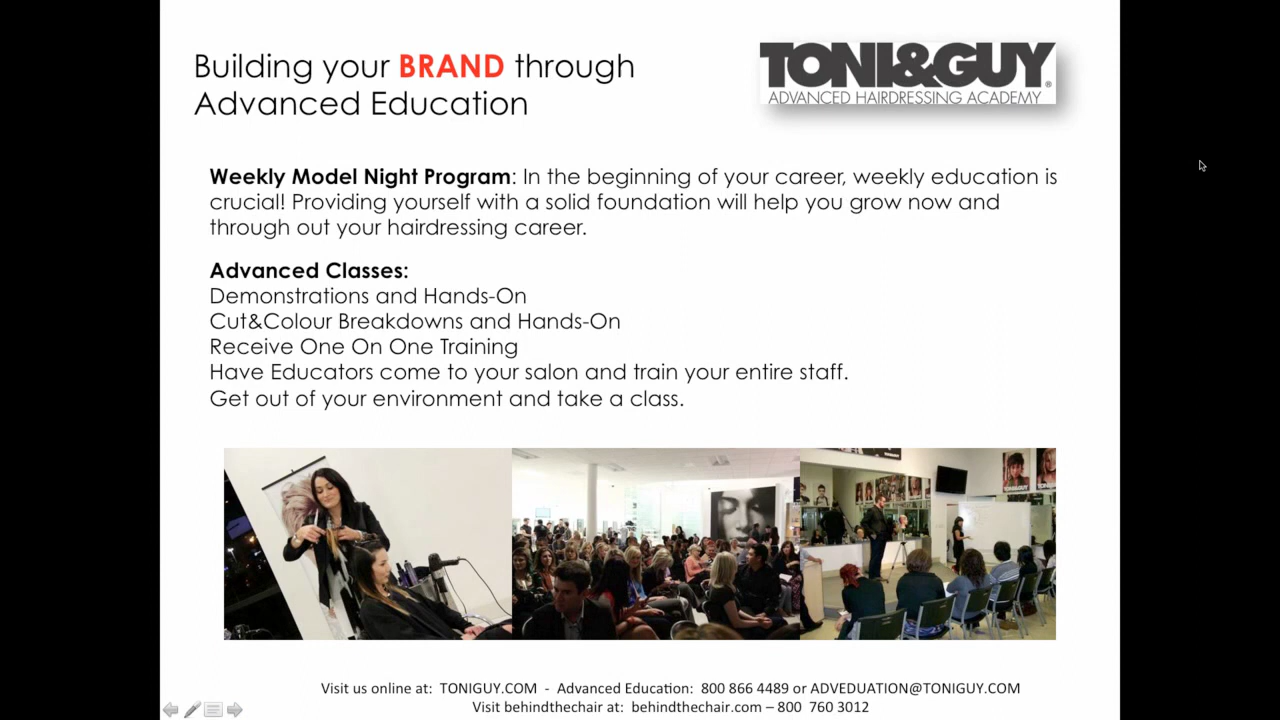 Building your BRAND through
Advanced Education
TONI&GUY®
ADVANCED HAIRDRESSING ACADEMY
Weekly Model Night Program: In the beginning of your career, weekly education is
crucial! Providing yourself with a solid foundation will help you grow now and
through out your hairdressing career.
Advanced Classes:
Demonstrations and Hands-On
Cut&Colour Breakdowns and Hands-On
Receive One On One Training
Have Educators come to your salon and train your entire staff.
Get out of your environment and take a class.
Visit us online at:  TONIGUY.COM  -  Advanced Education:  800 866 4489 or ADVEDUATION@TONIGUY.COM
Visit behindthechair at:  behindthechair.com – 800  760 3012